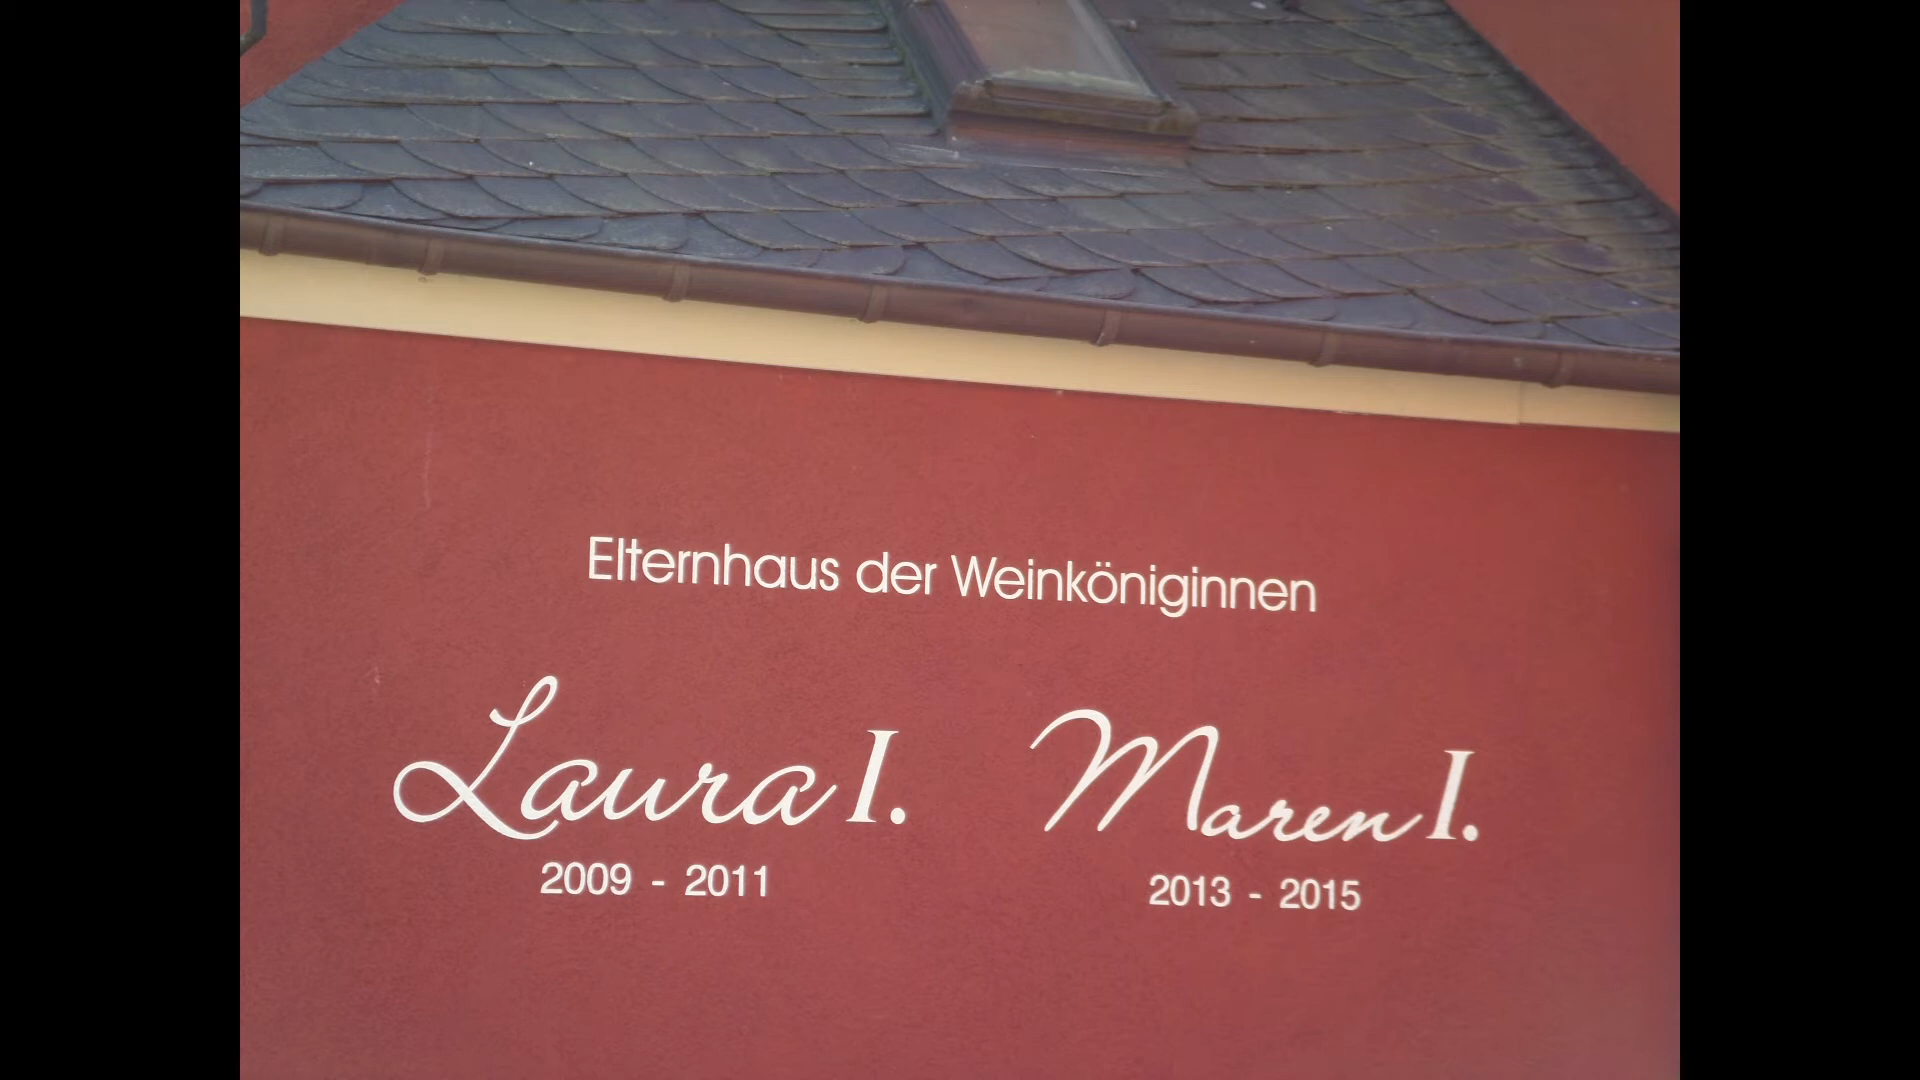 Elternhaus der Weinköniginnen
Laura I. Maren I.
2009 - 2011 2013 - 2015